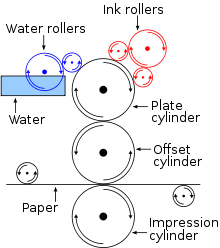 Ink rollers
Water rollers
Water
Plate
cylinder
Offset
cylinder
Paper
Impression
cylinder